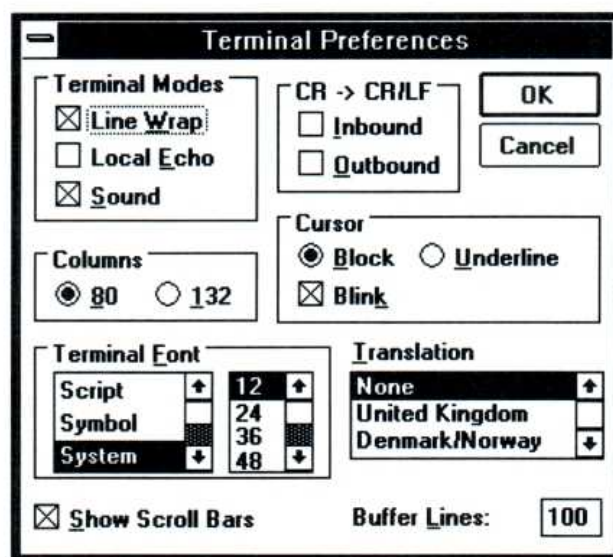 Terminal Preferences
Terminal Modes
Line Wrap
Local Echo
Sound
CR -> CR/LF
Inbound
Outbound
OK
Cancel
Columns
80
132
Cursor
Block
Underline
Blink
Terminal Font
Script
Symbol
System
12
24
36
48
Translation
None
United Kingdom
Denmark/Norway
Show Scroll Bars
Buffer Lines:
100